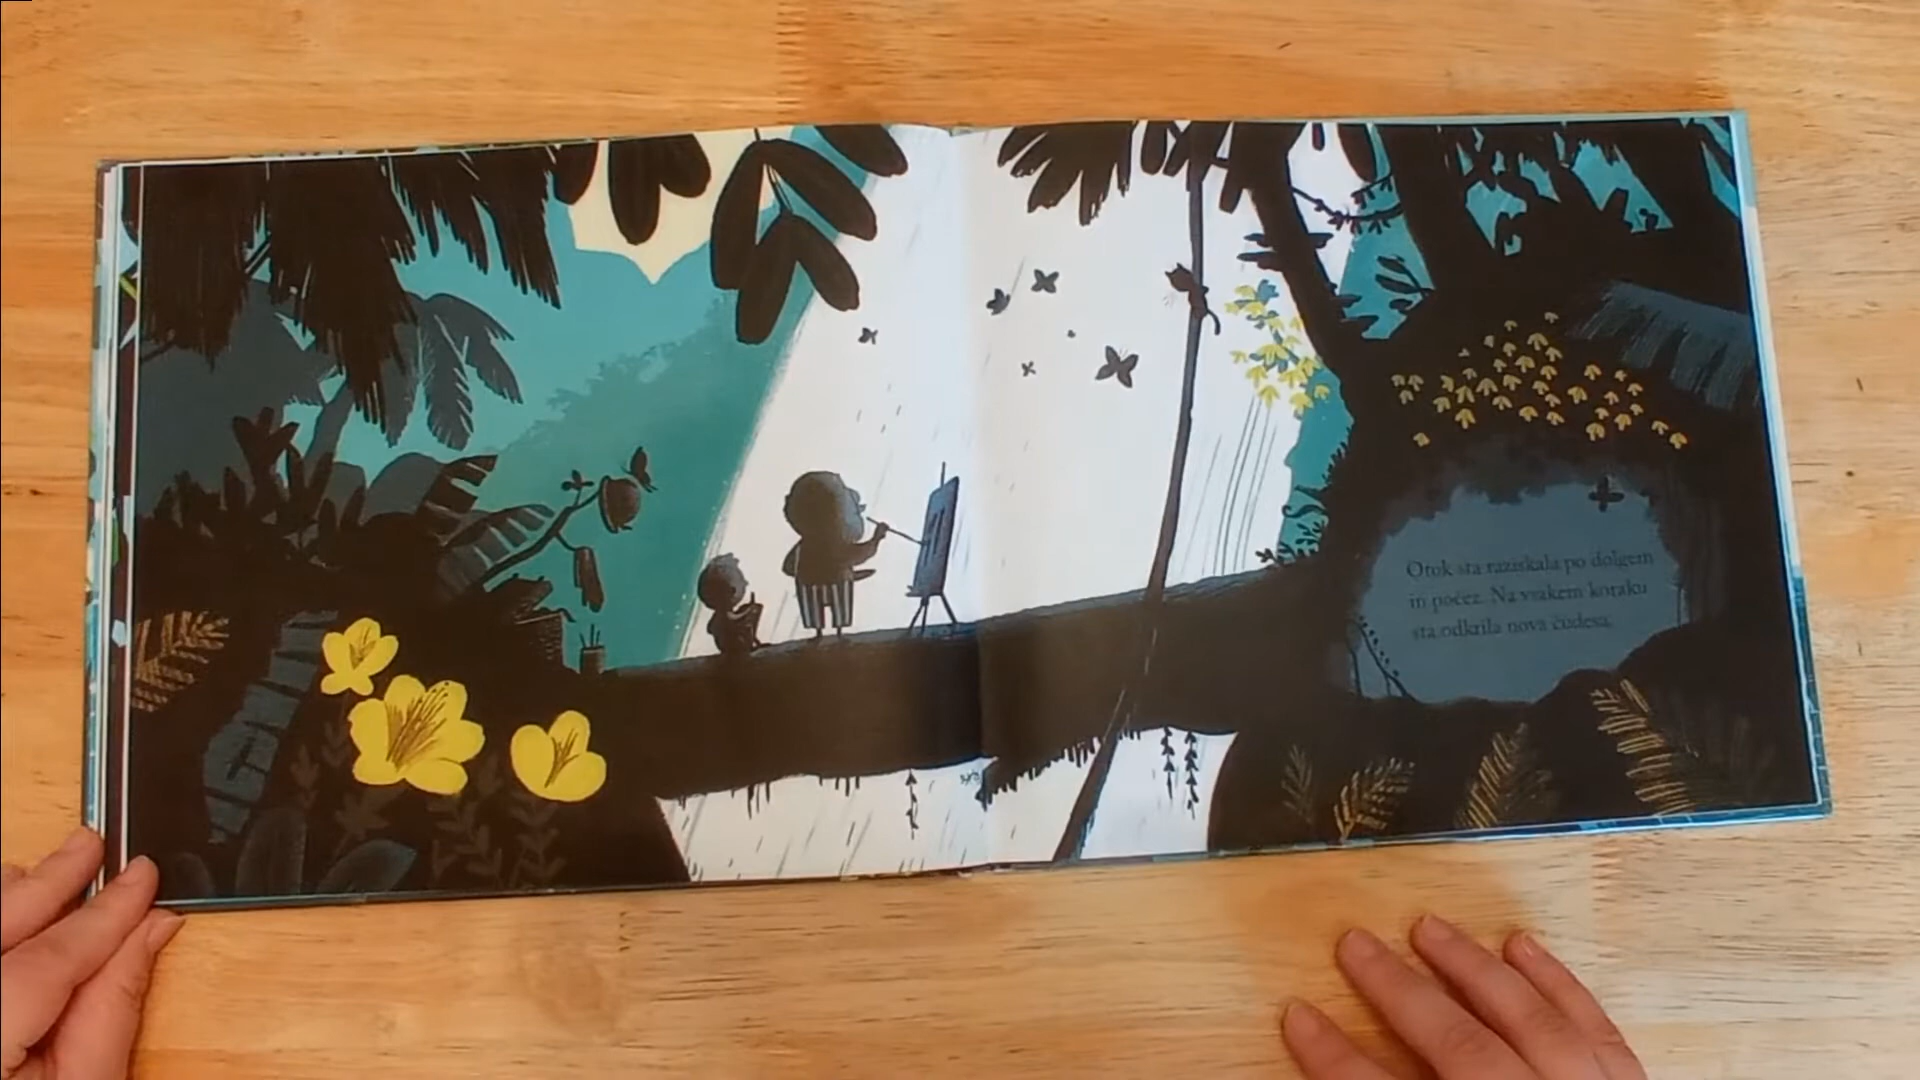 Otok sta raziskala po dolgem
in počez. Na vsakem koraku
sta odkrila nova čudesa.